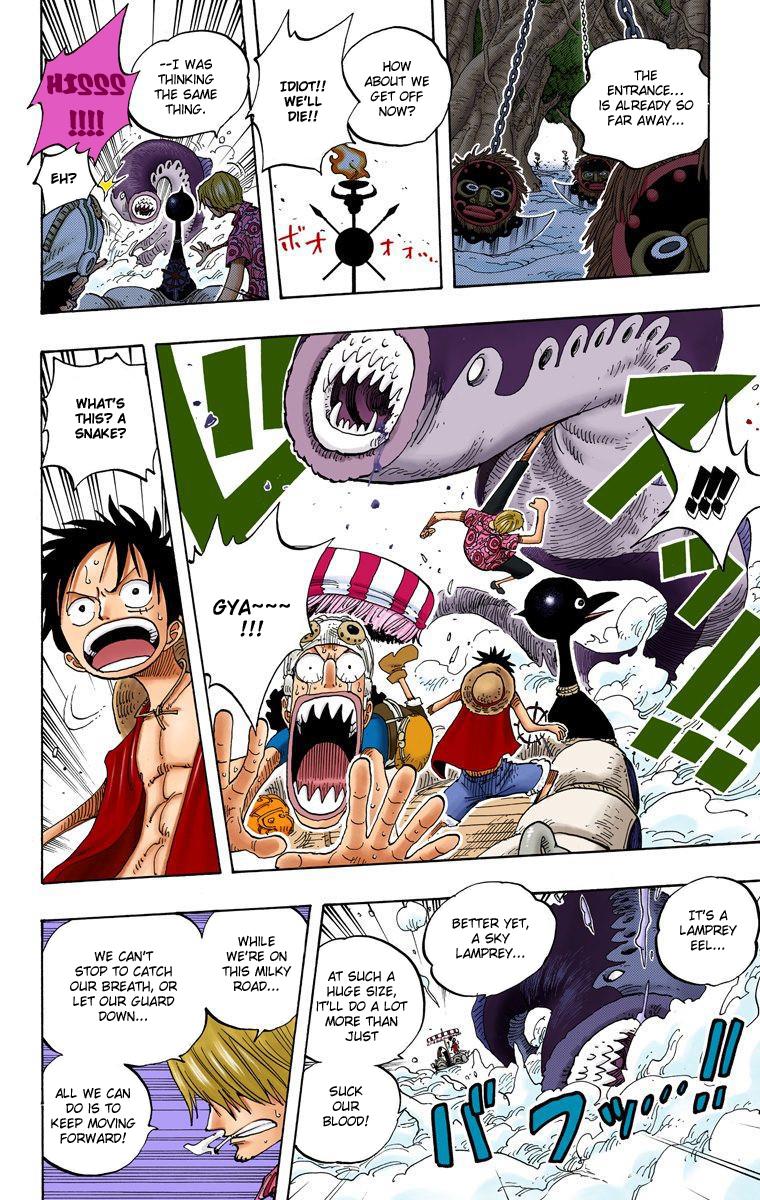 THE
ENTRANCE...
IS ALREADY SO
FAR AWAY...
HOW
ABOUT WE
GET OFF
NOW?
IDIOT!!
WE'LL
DIE!!
ボオオ…
--I WAS
THINKING
THE SAME
THING.
!!!!
EH?
!!!
GYA~~~
!!!
WHAT'S
THIS? A
SNAKE?
IT'S A
LAMPREY
EEL...
BETTER YET,
A SKY
LAMPREY...
AT SUCH A
HUGE SIZE,
IT'LL DO A LOT
MORE THAN
JUST
SUCK
OUR
BLOOD!
バフッ…!!
WHILE
WE'RE ON
THIS MILKY
ROAD...
WE CAN'T
STOP TO CATCH
OUR BREATH, OR
LET OUR GUARD
DOWN...
ALL WE CAN
DO IS TO
KEEP MOVING
FORWARD!